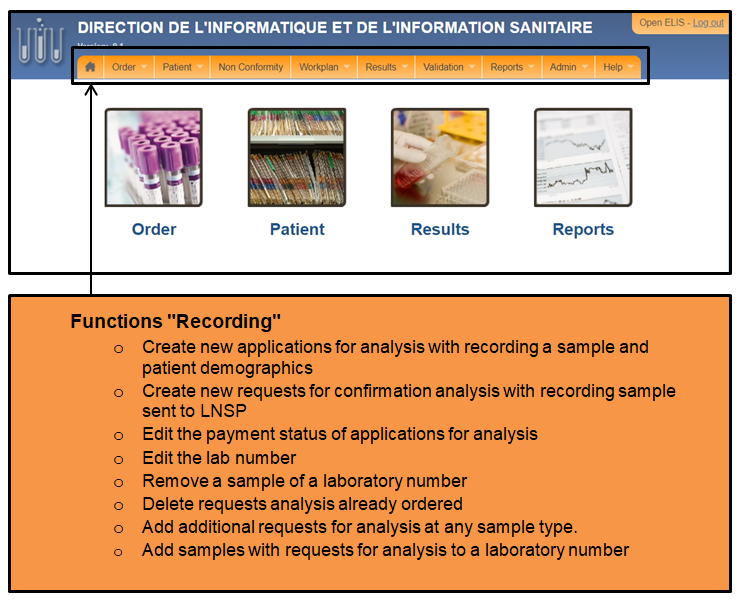 DIRECTION DE L'INFORMATIQUE ET DE L'INFORMATION SANITAIRE
Open ELIS - Log out
Order Patient Non Conformity Workplan Results Validation Reports Admin Help
Order Patient Results Reports
Functions "Recording"
o Create new applications for analysis with recording a sample and
patient demographics
o Create new requests for confirmation analysis with recording sample
sent to LNSP
o Edit the payment status of applications for analysis
o Edit the lab number
o Remove a sample of a laboratory number
o Delete requests analysis already ordered
o Add additional requests for analysis at any sample type.
o Add samples with requests for analysis to a laboratory number